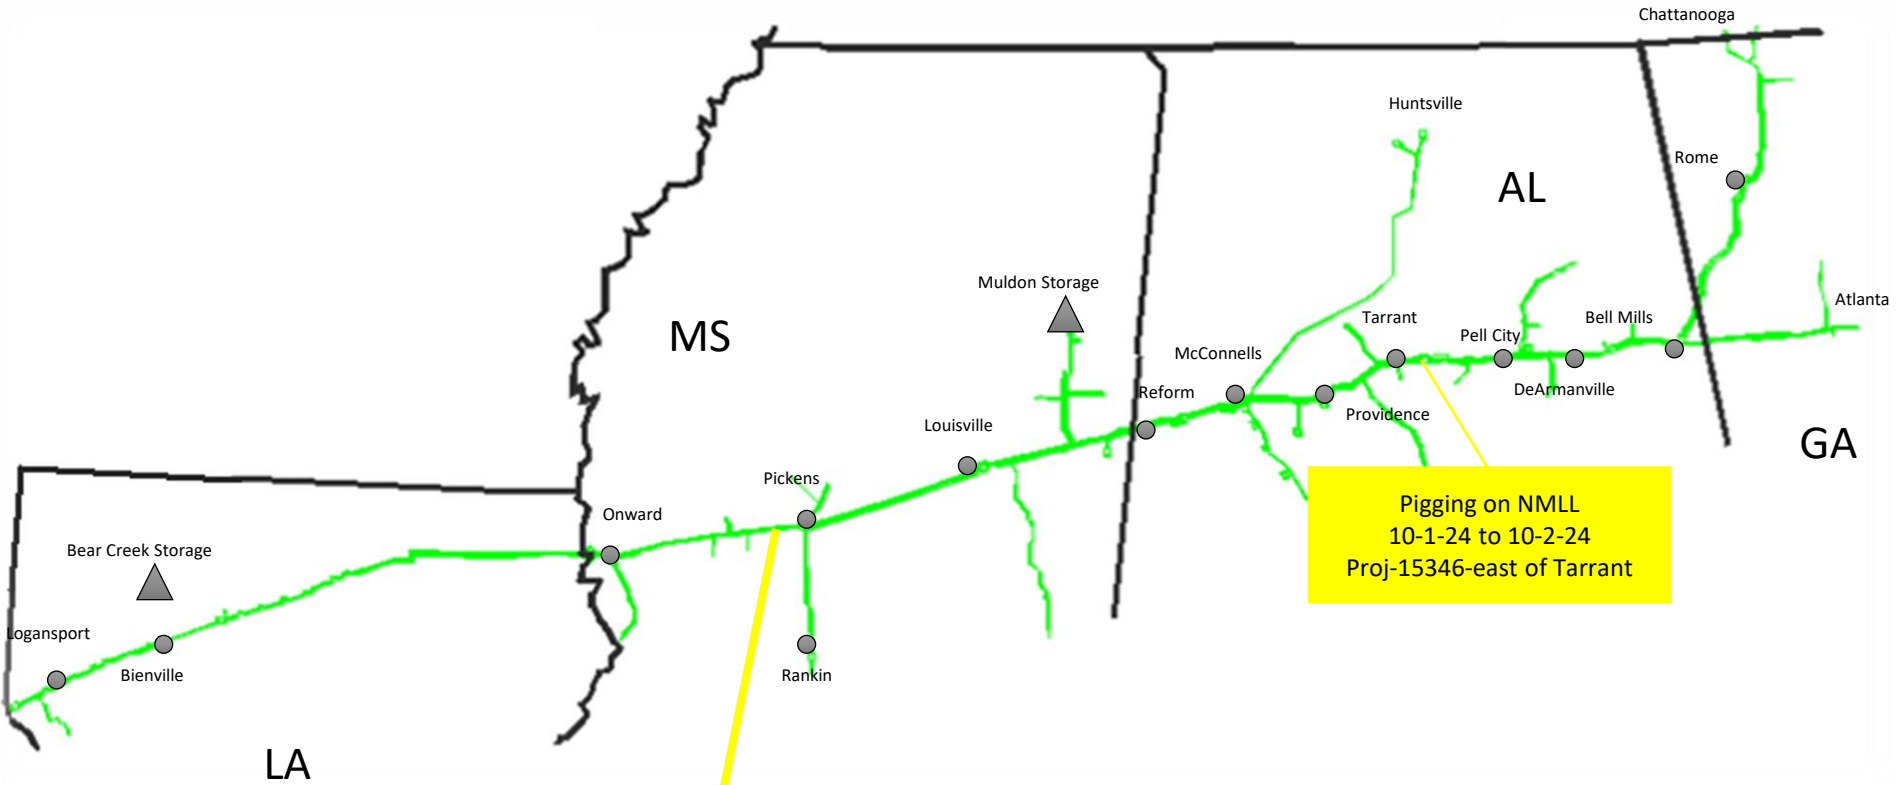 Chattanooga
Huntsville
Rome
AL
Muldon Storage
Atlanta
MS
Tarrant
Bell Mills
Pell City
McConnells
Reform
DeArmanville
Providence
Louisville
GA
Pickens
Onward
Pigging on NMLL
10-1-24 to 10-2-24
Proj-15346-east of Tarrant
Bear Creek Storage
Logansport
Bienville
Rankin
LA